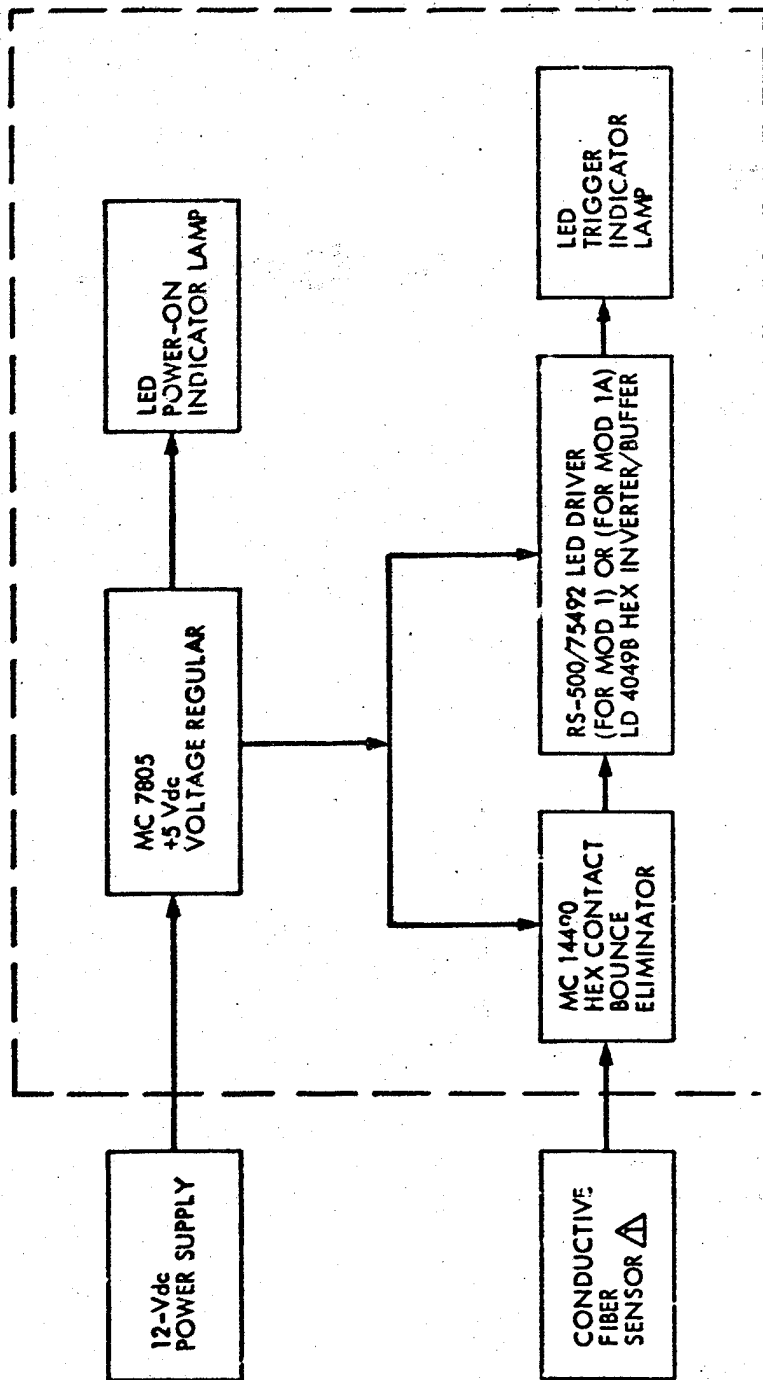 12-Vdc
POWER SUPPLY
MC 7805
+5 Vdc
VOLTAGE REGULAR
LED
POWER-ON
INDICATOR LAMP
CONDUCTIVE
FIBER
SENSOR
MC 14490
HEX CONTACT
BOUNCE
ELIMINATOR
RS-500/75492 LED DRIVER
(FOR MOD 1) OR (FOR MOD 1A)
LD 4049B HEX INVERTER/BUFFER
LED
TRIGGER
INDICATOR
LAMP